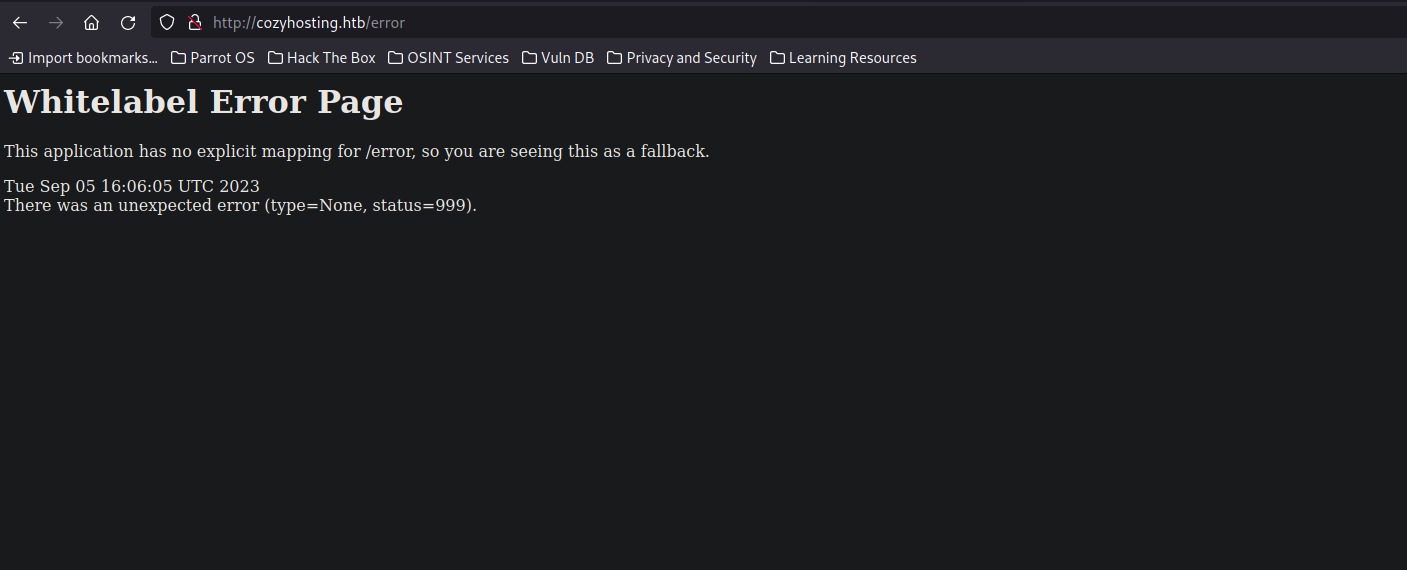 http://cozyhosting.htb/error
Import bookmarks... Parrot OS Hack The Box OSINT Services Vuln DB Privacy and Security Learning Resources
Whitelabel Error Page
This application has no explicit mapping for /error, so you are seeing this as a fallback.
Tue Sep 05 16:06:05 UTC 2023
There was an unexpected error (type=None, status=999).